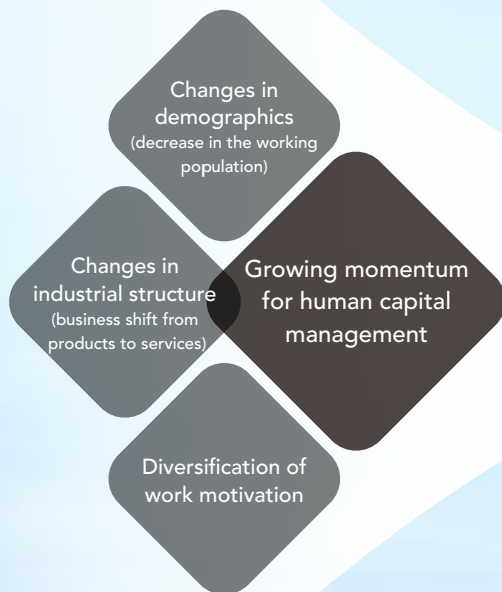 Changes in
demographics
(decrease in the working
population)
Changes in
industrial structure
(business shift from
products to services)
Growing momentum
for human capital
management
Diversification of
work motivation